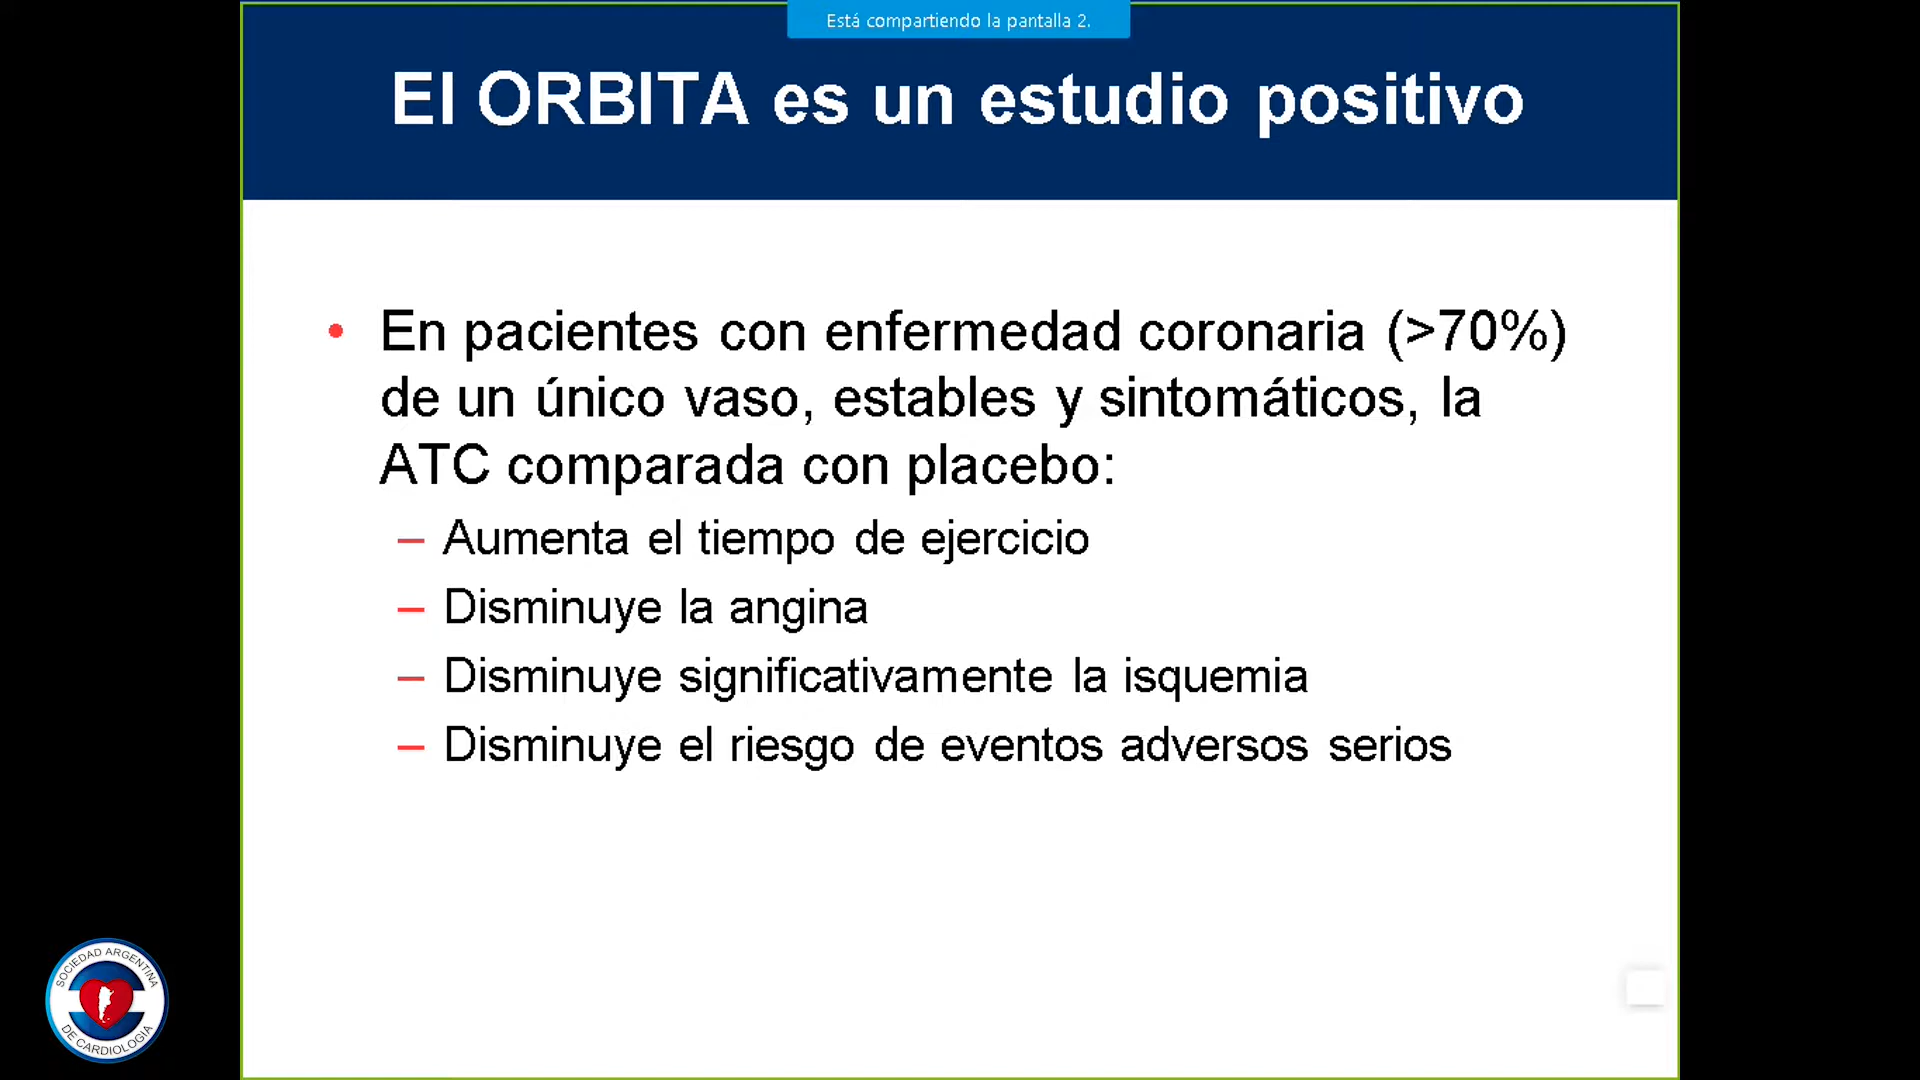 Está compartiendo la pantalla 2.
El ORBITA es un estudio positivo
• En pacientes con enfermedad coronaria (>70%)
de un único vaso, estables y sintomáticos, la
ATC comparada con placebo:
– Aumenta el tiempo de ejercicio
– Disminuye la angina
– Disminuye significativamente la isquemia
– Disminuye el riesgo de eventos adversos serios
SOCIEDAD ARGENTINA
DE CARDIOLOGIA